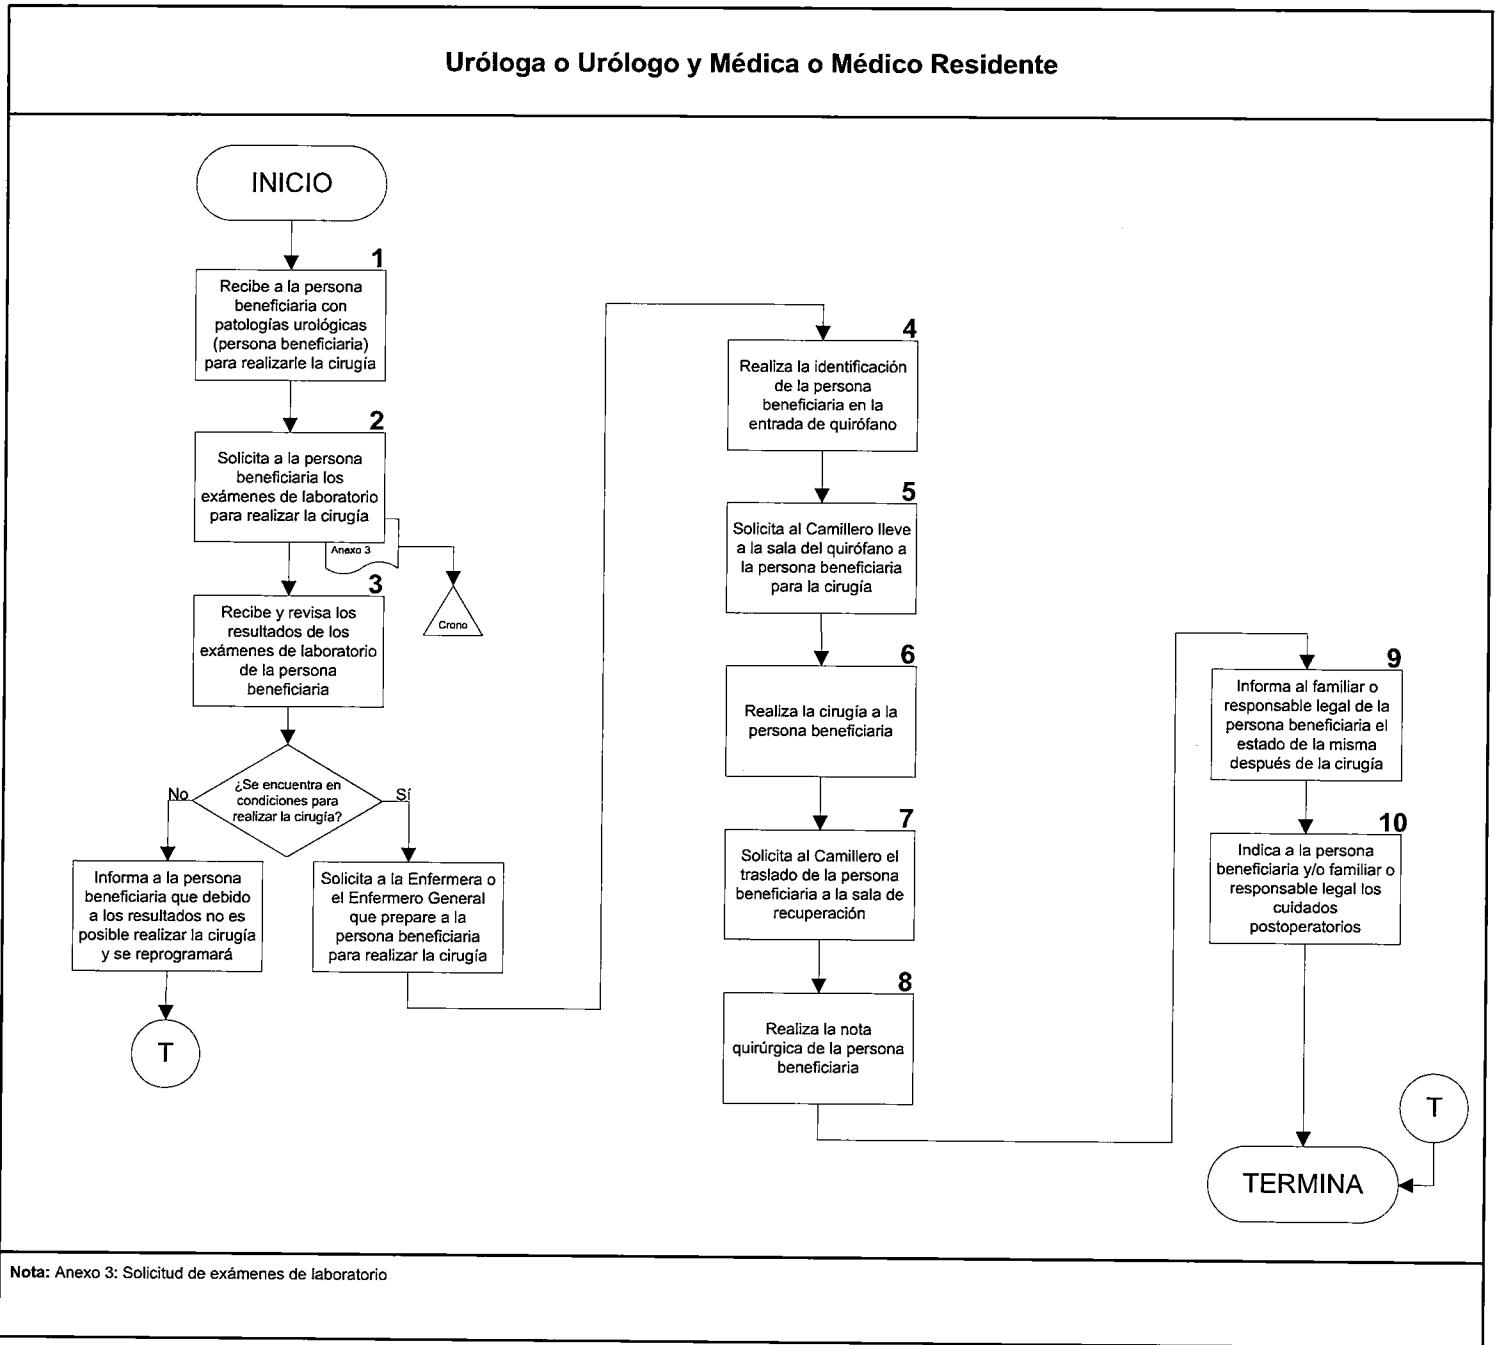 Uróloga o Urólogo y Médica o Médico Residente
INICIO
1
Recibe a la persona
beneficiaria con
patologías urológicas
(persona beneficiaria)
para realizarle la cirugía
2
Solicita a la persona
beneficiaria los
exámenes de laboratorio
para realizar la cirugía
Anexo 3
Crono
3
Recibe y revisa los
resultados de los
exámenes de laboratorio
de la persona
beneficiaria
¿Se encuentra en
condiciones para
realizar la cirugía?
No
Sí
Informa a la persona
beneficiaria que debido
a los resultados no es
posible realizar la cirugía
y se reprogramará
T
Solicita a la Enfermera o
el Enfermero General
que prepare a la
persona beneficiaria
para realizar la cirugía
4
Realiza la identificación
de la persona
beneficiaria en la
entrada de quirófano
5
Solicita al Camillero lleve
a la sala del quirófano a
la persona beneficiaria
para la cirugía
6
Realiza la cirugía a la
persona beneficiaria
7
Solicita al Camillero el
traslado de la persona
beneficiaria a la sala de
recuperación
8
Realiza la nota
quirúrgica de la persona
beneficiaria
9
Informa al familiar o
responsable legal de la
persona beneficiaria el
estado de la misma
después de la cirugía
10
Indica a la persona
beneficiaria y/o familiar o
responsable legal los
cuidados
postoperatorios
T
TERMINA
Nota: Anexo 3: Solicitud de exámenes de laboratorio